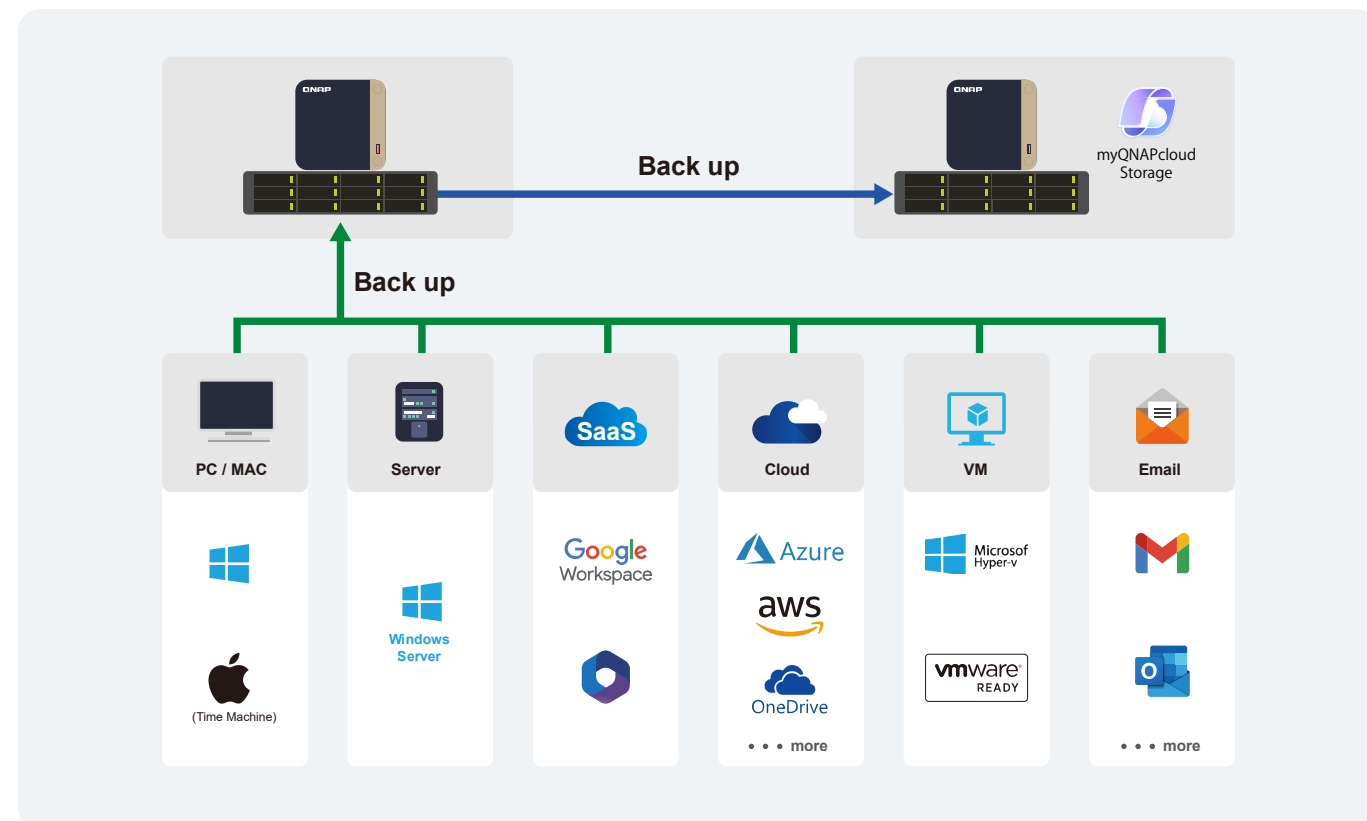 QNAP
QNAP
myQNAPcloud
Storage
Back up
Back up
PC / MAC
Server
SaaS
Cloud
VM
Email
(Time Machine)
Windows
Server
Google
Workspace
Azure
aws
OneDrive
• • • more
Microsof
Hyper-v
vmware®
READY
O
• • • more